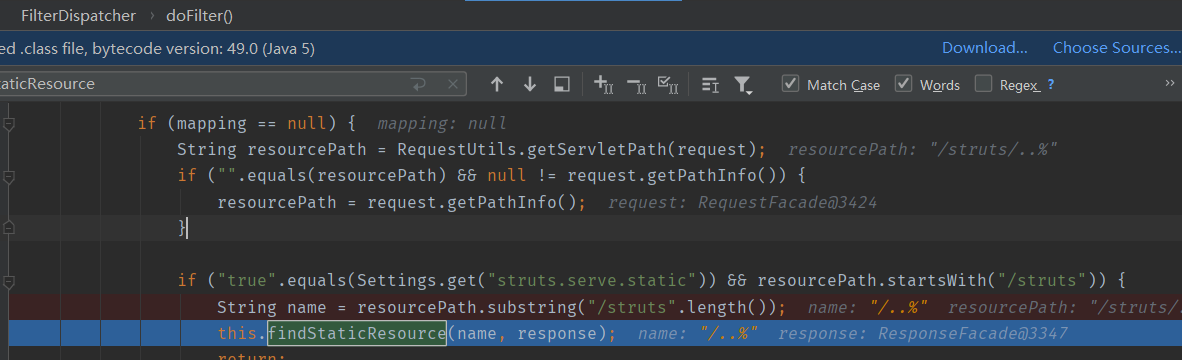 FilterDispatcher › doFilter()
ed .class file, bytecode version: 49.0 (Java 5) Download... Choose Sources...
taticResource Match Case Words Regex ? »
if (mapping == null) { mapping: null
String resourcePath = RequestUtils.getServletPath(request); resourcePath: "/struts/..%"
if ("".equals(resourcePath) && null != request.getPathInfo()) {
resourcePath = request.getPathInfo(); request: RequestFacade@3424
}
if ("true".equals(Settings.get("struts.serve.static")) && resourcePath.startsWith("/struts")) {
String name = resourcePath.substring("/struts".length()); name: "/..%" resourcePath: "/struts/.
this.findStaticResource(name, response); name: "/..%" response: ResponseFacade@3347
return;